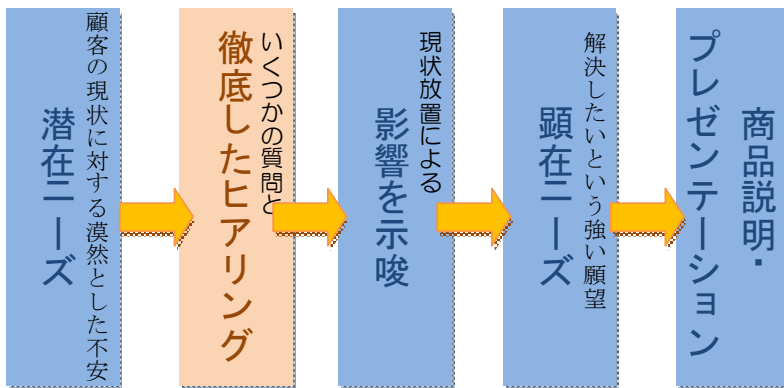 顧客の現状に対する漠然とした不安
潜在ニーズ
いくつかの質問と
徹底したヒアリング
現状放置による
影響を示唆
解決したいという強い願望
顕在ニーズ
商品説明・
プレゼンテーション